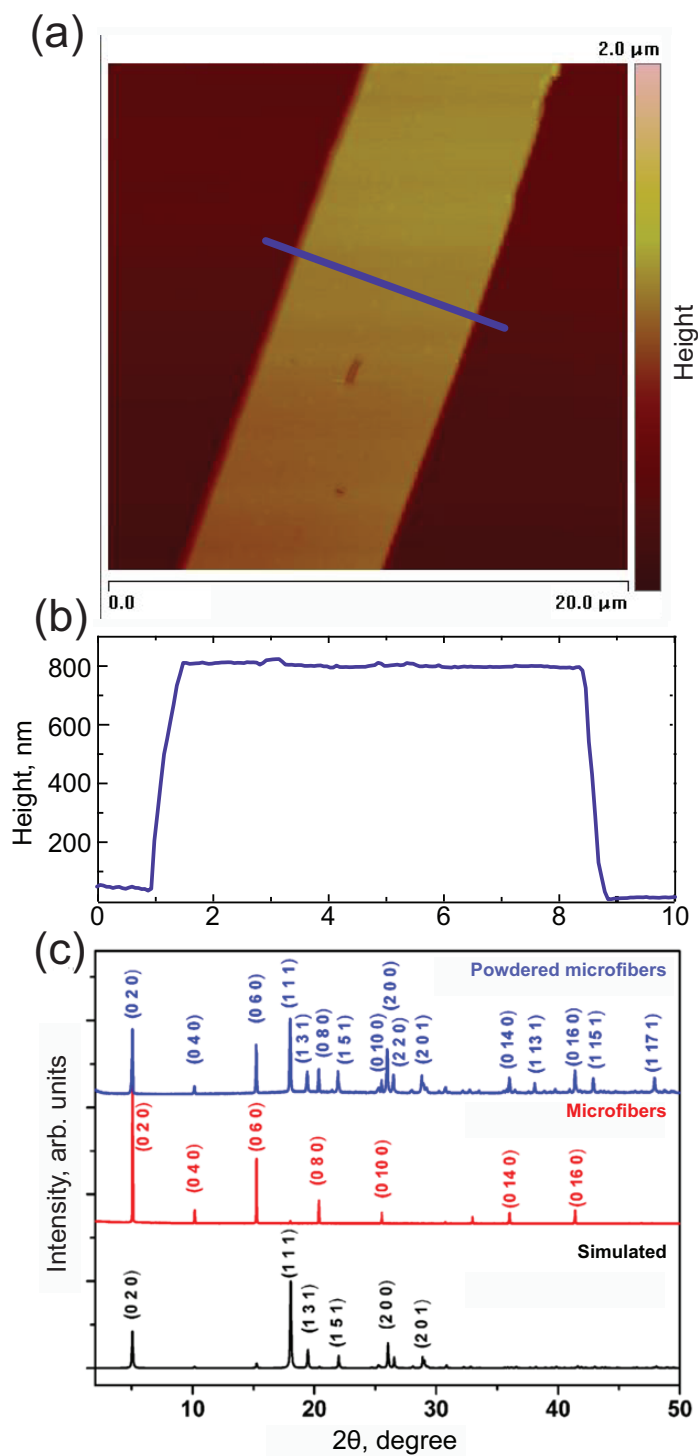 (a)
2.0 μm
Height
0.0
20.0 μm
(b)
Height, nm
800
600
400
200
0
2
4
6
8
10
(c)
Intensity, arb. units
Powdered microfibers
(0 2 0)
(0 4 0)
(0 6 0)
(1 1 1)
(1 3 1)
(0 8 0)
(1 5 1)
(0 10 0)
(2 0 0)
(2 2 0)
(2 0 1)
(0 14 0)
(1 13 1)
(0 16 0)
(1 15 1)
(1 17 1)
Microfibers
(0 2 0)
(0 4 0)
(0 6 0)
(0 8 0)
(0 10 0)
(0 14 0)
(0 16 0)
Simulated
(0 2 0)
(1 1 1)
(1 3 1)
(1 5 1)
(2 0 0)
(2 0 1)
10
20
30
40
50
2θ, degree